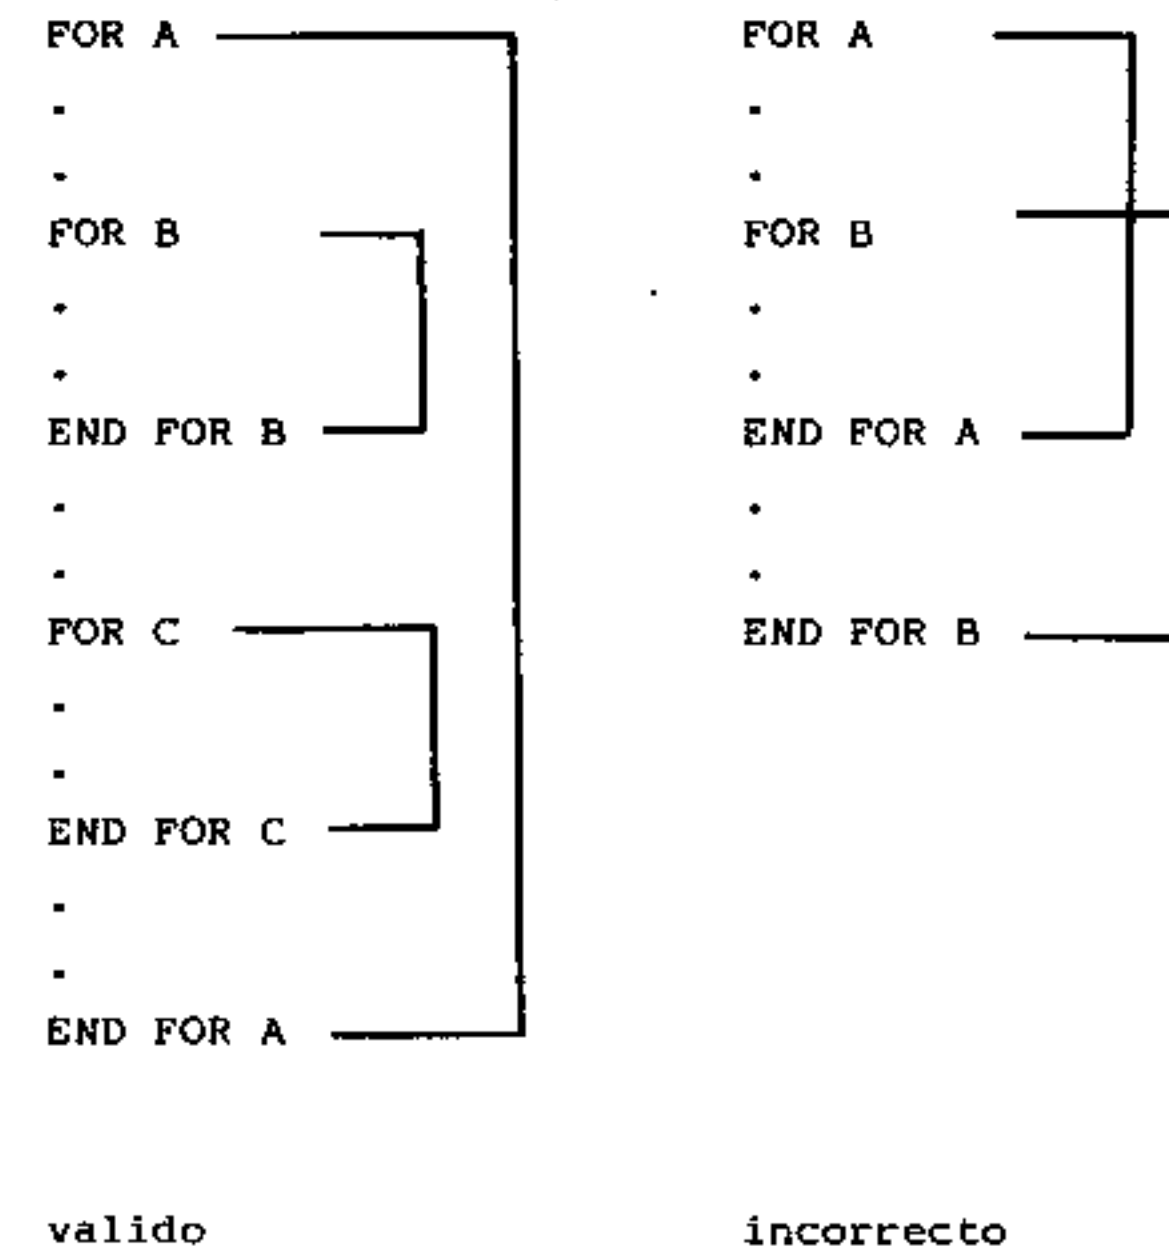 FOR A
.
.
FOR B
.
.
END FOR B
.
.
FOR C
.
.
END FOR C
.
.
END FOR A
valido
FOR A
.
.
FOR B
.
.
END FOR A
.
.
END FOR B
incorrecto